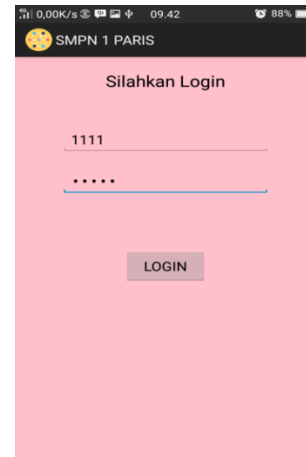 0,00K/s 09.42 88%
SMPN 1 PARIS
Silahkan Login
1111
•••••
LOGIN